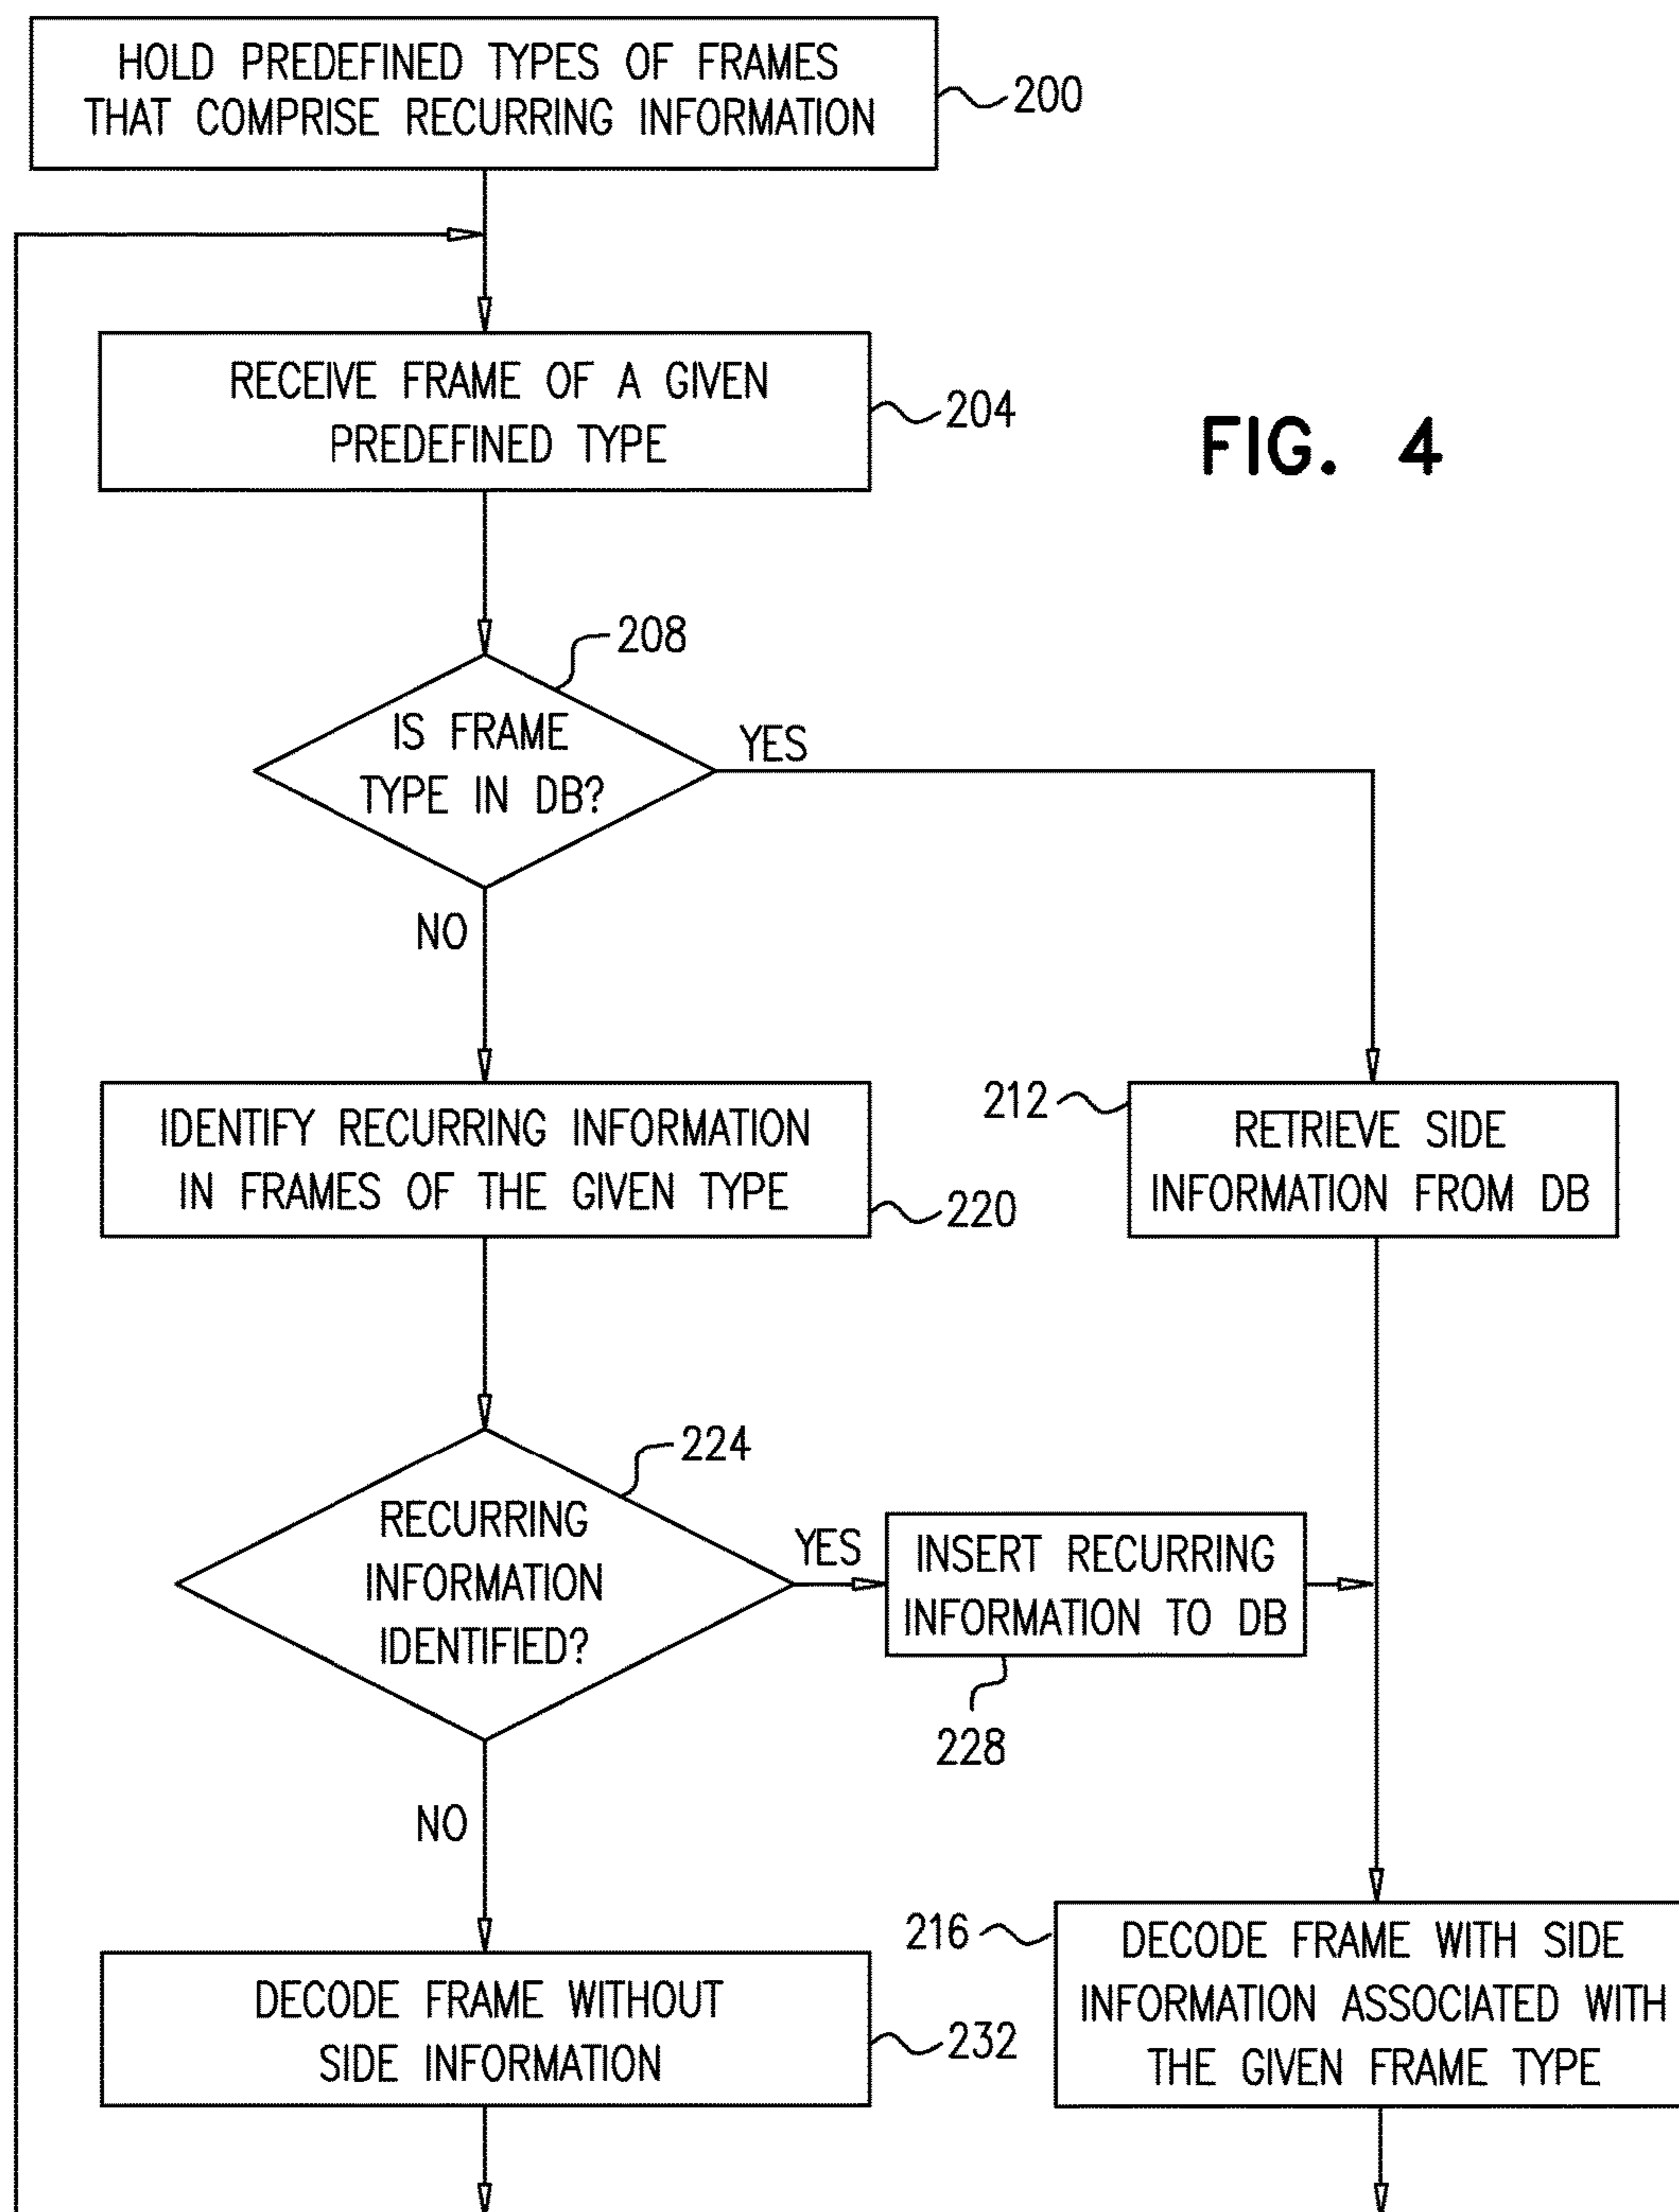 HOLD PREDEFINED TYPES OF FRAMES
THAT COMPRISE RECURRING INFORMATION
200
RECEIVE FRAME OF A GIVEN
PREDEFINED TYPE
204
FIG. 4
208
IS FRAME
TYPE IN DB?
YES
NO
IDENTIFY RECURRING INFORMATION
IN FRAMES OF THE GIVEN TYPE
220
212
RETRIEVE SIDE
INFORMATION FROM DB
224
RECURRING
INFORMATION
IDENTIFIED?
YES
INSERT RECURRING
INFORMATION TO DB
228
NO
DECODE FRAME WITHOUT
SIDE INFORMATION
232
216
DECODE FRAME WITH SIDE
INFORMATION ASSOCIATED WITH
THE GIVEN FRAME TYPE